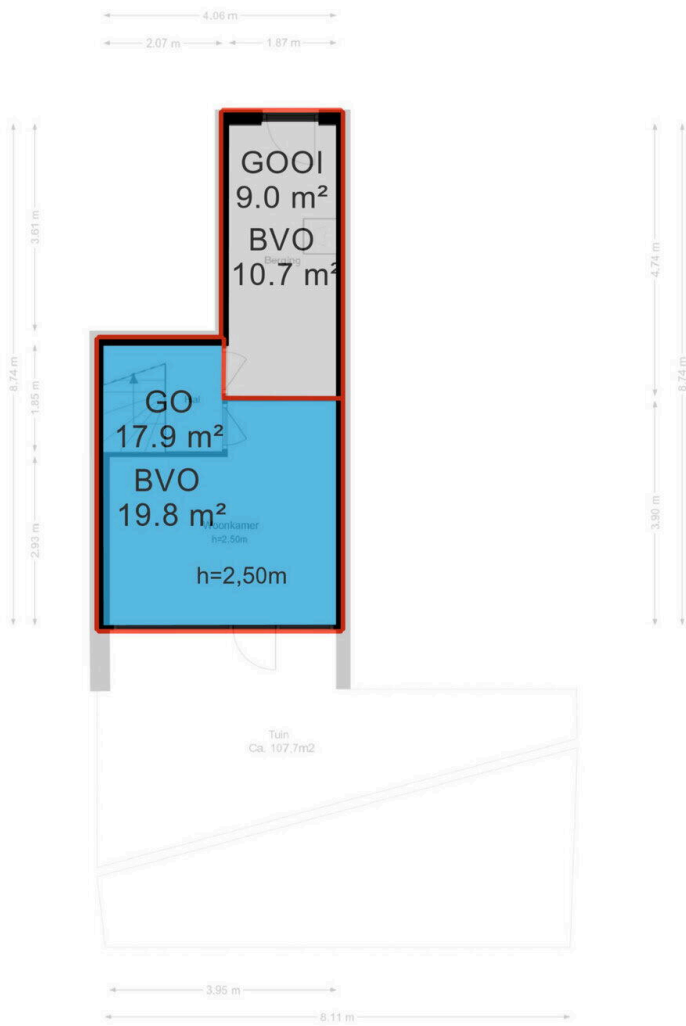 4.06 m
2.07 m
1.87 m
GOOI
9.0 m²
BVO
Berging
10.7 m²
8.74 m
3.61 m
1.85 m
2.93 m
4.74 m
3.90 m
8.74 m
Hal
GO
17.9 m²
BVO
19.8 m²
Woonkamer
h=2.50m
h=2,50m
Tuin
Ca. 107,7m2
3.95 m
8.11 m